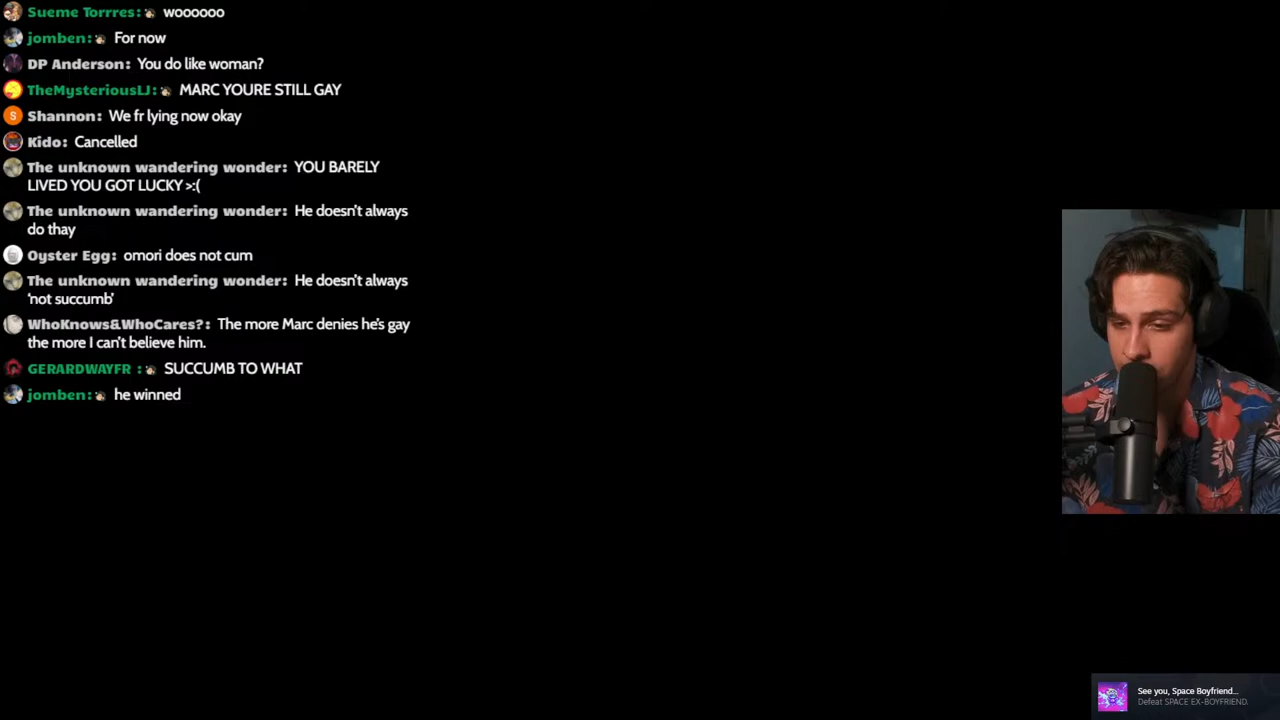 Sueme Torrres: woooooo
jomben: For now
DP Anderson: You do like woman?
TheMysteriousLJ: MARC YOURE STILL GAY
S Shannon: We fr lying now okay
Kido: Cancelled
The unknown wandering wonder: YOU BARELY
LIVED YOU GOT LUCKY >:(
The unknown wandering wonder: He doesn't always
do thay
Oyster Egg: omori does not cum
The unknown wandering wonder: He doesn't always
'not succumb'
WhoKnows&WhoCares?: The more Marc denies he's gay
the more I can't believe him.
GERARDWAYFR : SUCCUMB TO WHAT
jomben: he winned
See you, Space Boyfriend...
Defeat SPACE EX-BOYFRIEND.